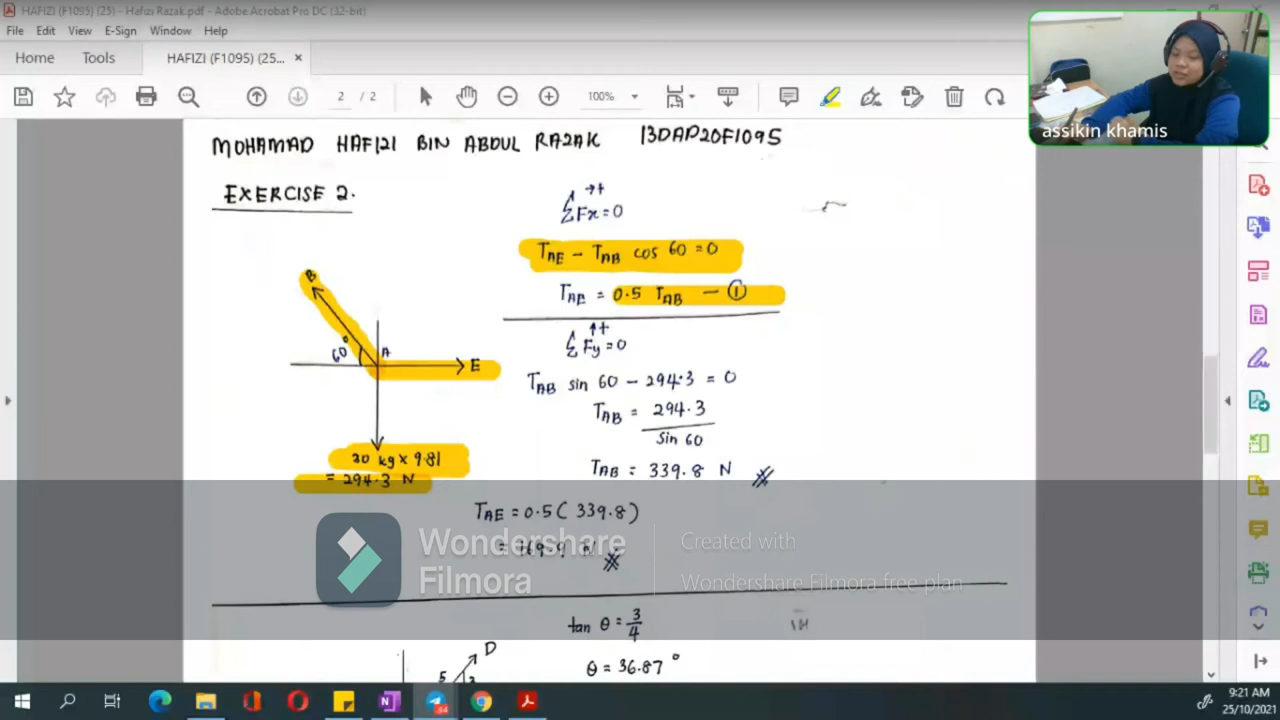 HAFIZI (F1095) (25) - Hafizi Razak.pdf - Adobe Acrobat Pro DC (32-bit)
File Edit View E-Sign Window Help
Home Tools HAFIZI (F1095) (25... ×
2 / 2 100%
assikin khamis
MOHAMAD HAFIZI BIN ABDUL RAZAK 13DAP20F1095
EXERCISE 2.
→+
ΣFx=0
TAE - TAB cos 60 = 0
TAE = 0.5 TAB — ①
↑+
ΣFy=0
TAB sin 60 - 294.3 = 0
TAB = 294.3
sin 60
TAB = 339.8 N
B
60°
A
E
30 kg x 9.81
= 294.3 N
TAE = 0.5( 339.8)
= 169.9 N
Wondershare
Filmora
Created with
Wondershare Filmora free plan
tan θ = 3/4
θ = 36.87°
D
5
3
9:21 AM
25/10/2021